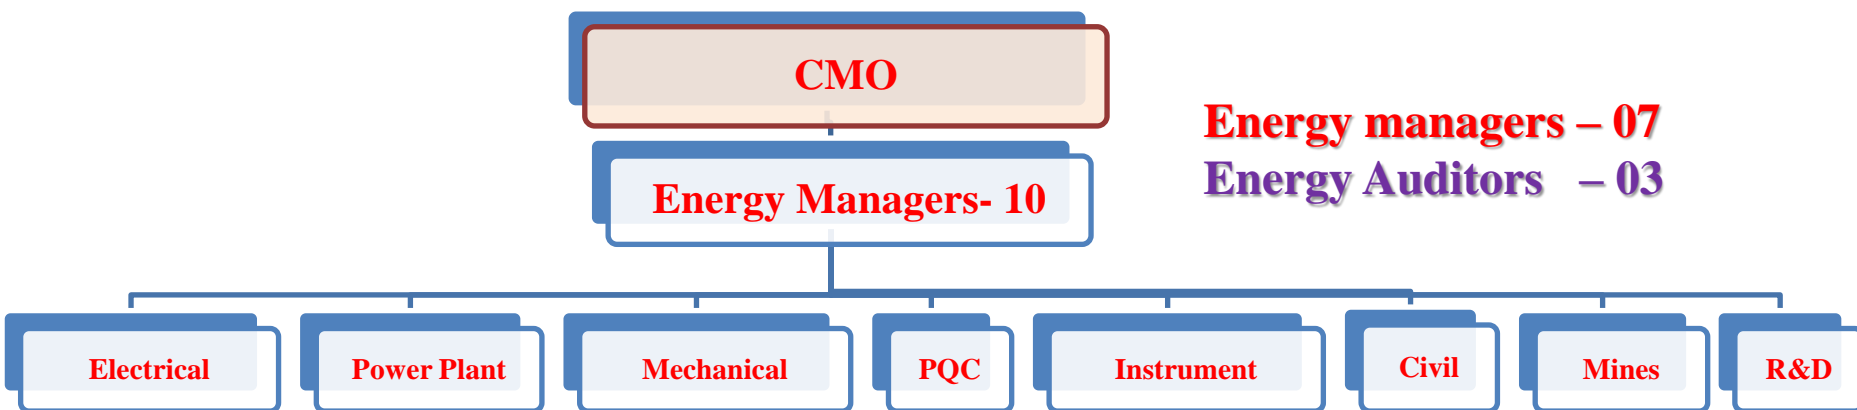 CMO
Energy managers – 07
Energy Auditors – 03
Energy Managers- 10
Electrical
Power Plant
Mechanical
PQC
Instrument
Civil
Mines
R&D